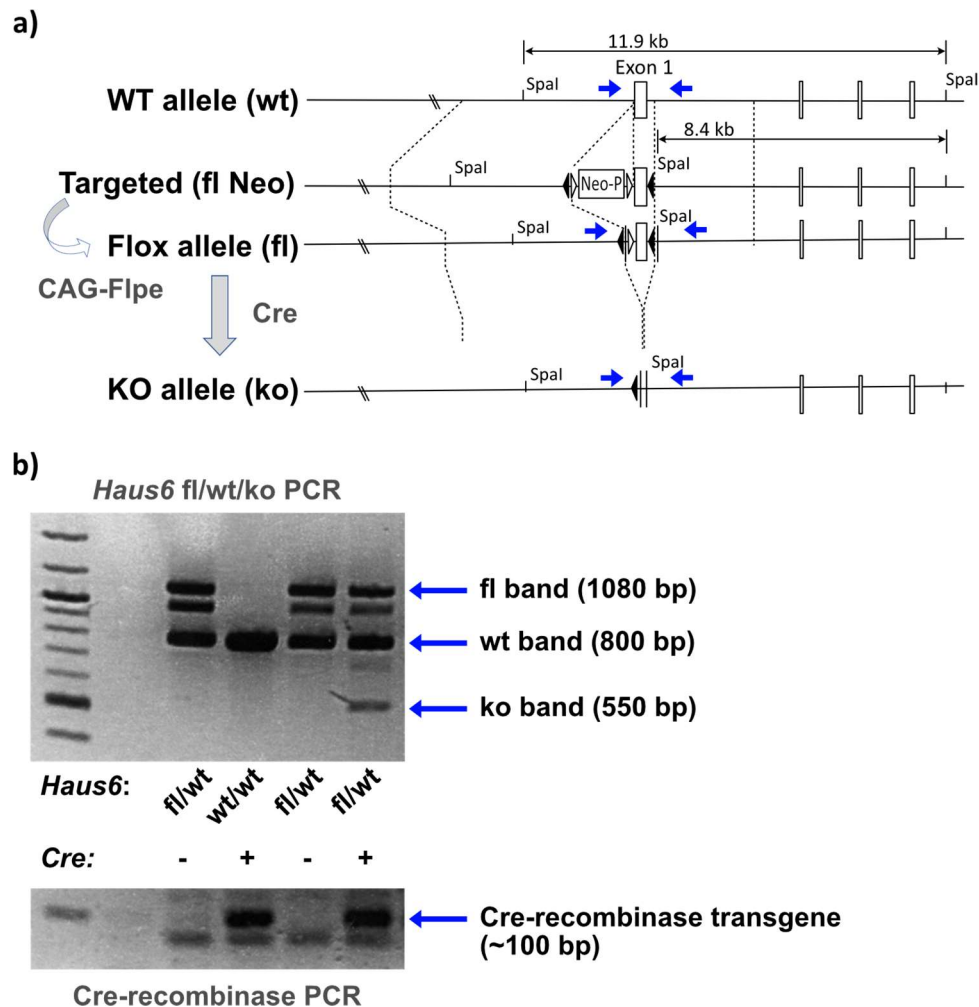 a)
11.9 kb
Exon 1
SpaI
SpaI
WT allele (wt)
8.4 kb
SpaI
SpaI
Targeted (fl Neo)
Neo-P
SpaI
SpaI
Flox allele (fl)
CAG-Flpe
Cre
SpaI
SpaI
KO allele (ko)
b)
Haus6 fl/wt/ko PCR
fl band (1080 bp)
wt band (800 bp)
ko band (550 bp)
Haus6:
fl/wt
wt/wt
fl/wt
fl/wt
Cre:
- + - +
Cre-recombinase transgene
(~100 bp)
Cre-recombinase PCR